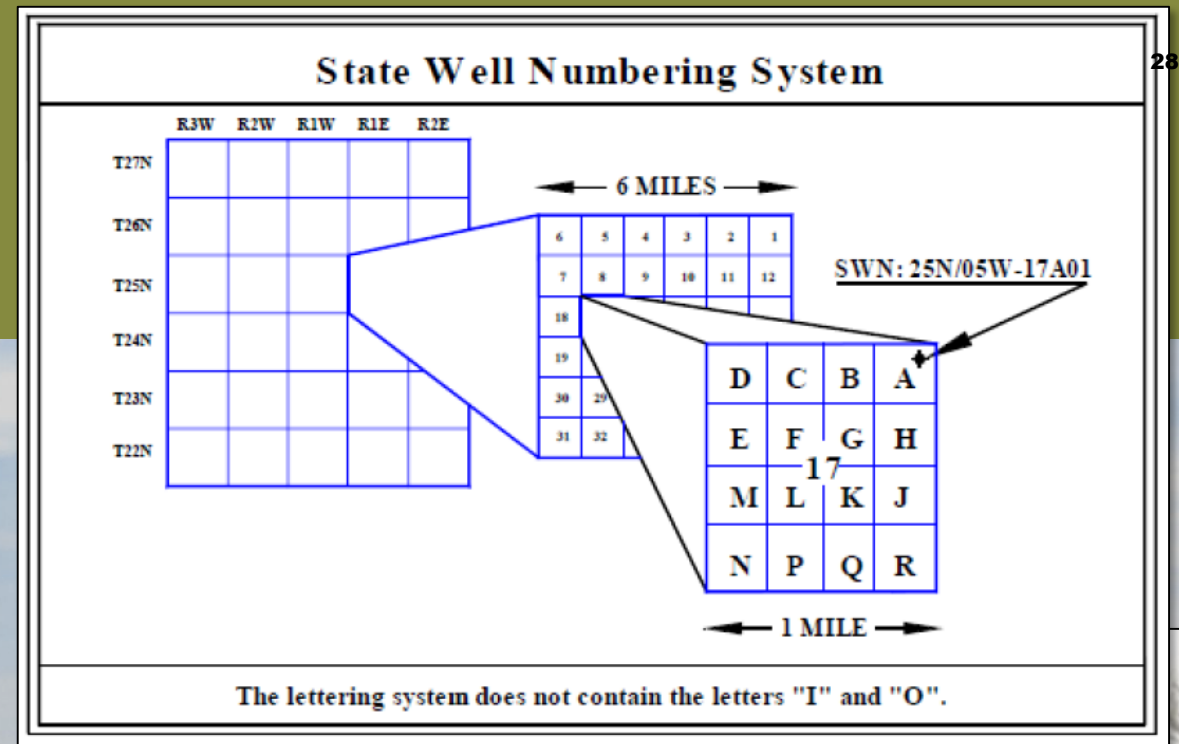 State Well Numbering System
28
R3W R2W R1W R1E R2E
T27N
T26N
T25N
T24N
T23N
T22N
6 MILES
6 5 4 3 2 1
7 8 9 10 11 12
18
19
30 29
31 32
SWN: 25N/05W-17A01
D C B A
E F G H
17
M L K J
N P Q R
1 MILE
The lettering system does not contain the letters "I" and "O".